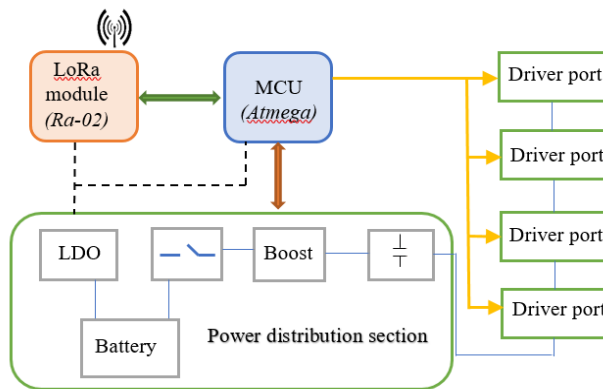 LoRa
module
(Ra-02)
MCU
(Atmega)
Driver port
Driver port
Driver port
Driver port
LDO
Boost
Battery
Power distribution section